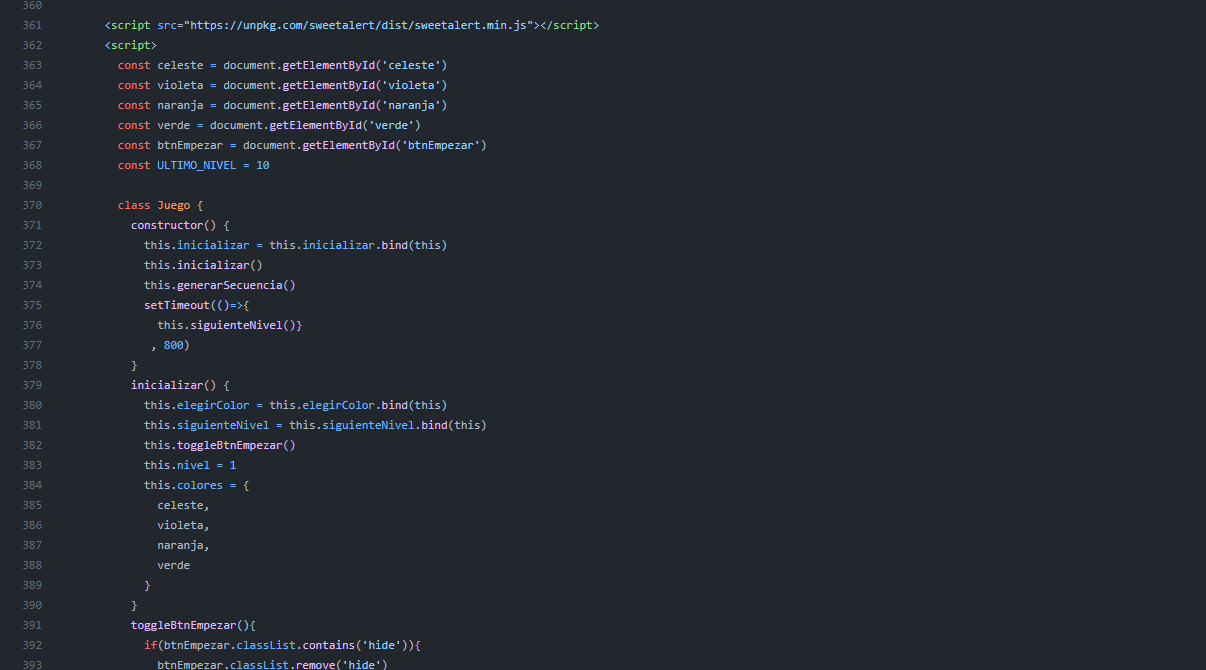 360
361 <script src="https://unpkg.com/sweetalert/dist/sweetalert.min.js"></script>
362 <script>
363 const celeste = document.getElementById('celeste')
364 const violeta = document.getElementById('violeta')
365 const naranja = document.getElementById('naranja')
366 const verde = document.getElementById('verde')
367 const btnEmpezar = document.getElementById('btnEmpezar')
368 const ULTIMO_NIVEL = 10
369
370 class Juego {
371 constructor() {
372 this.inicializar = this.inicializar.bind(this)
373 this.inicializar()
374 this.generarSecuencia()
375 setTimeout(()=>{
376 this.siguienteNivel()}
377 , 800)
378 }
379 inicializar() {
380 this.elegirColor = this.elegirColor.bind(this)
381 this.siguienteNivel = this.siguienteNivel.bind(this)
382 this.toggleBtnEmpezar()
383 this.nivel = 1
384 this.colores = {
385 celeste,
386 violeta,
387 naranja,
388 verde
389 }
390 }
391 toggleBtnEmpezar(){
392 if(btnEmpezar.classList.contains('hide')){
393 btnEmpezar.classList.remove('hide')